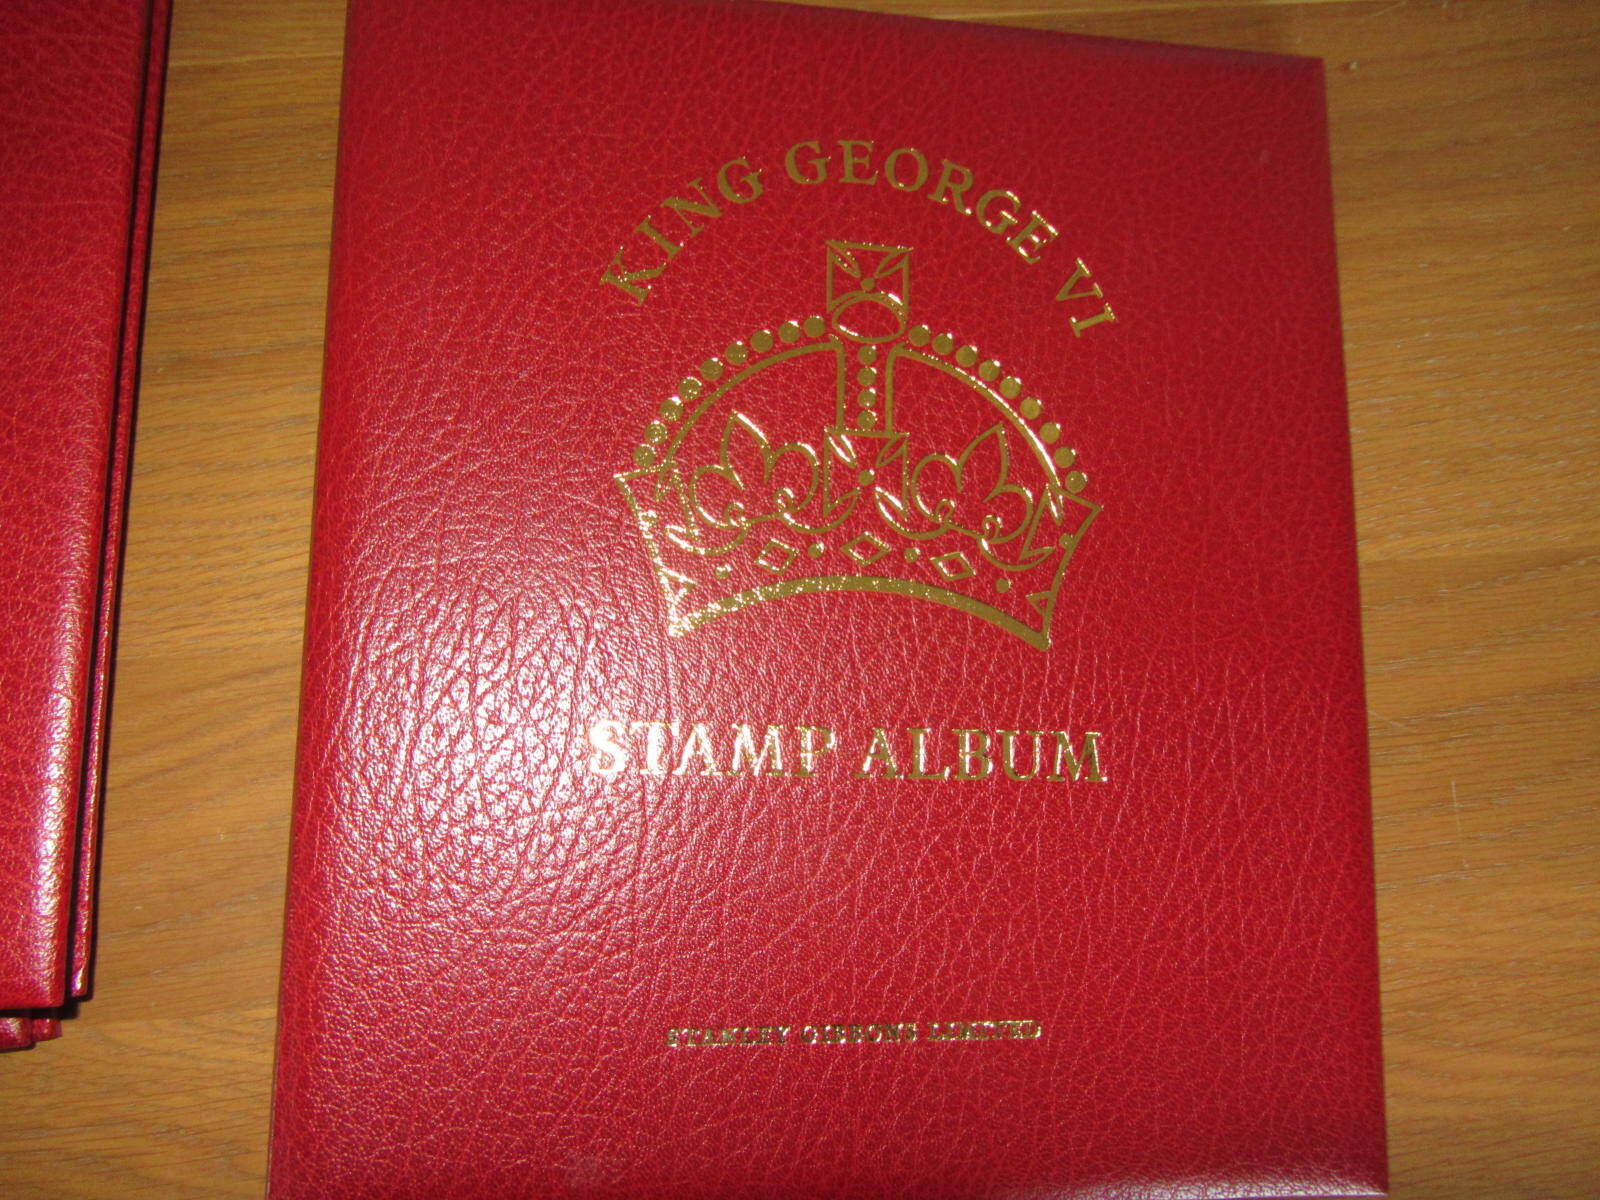 KING GEORGE VI
STAMP ALBUM
STANLEY GIBBONS LIMITED